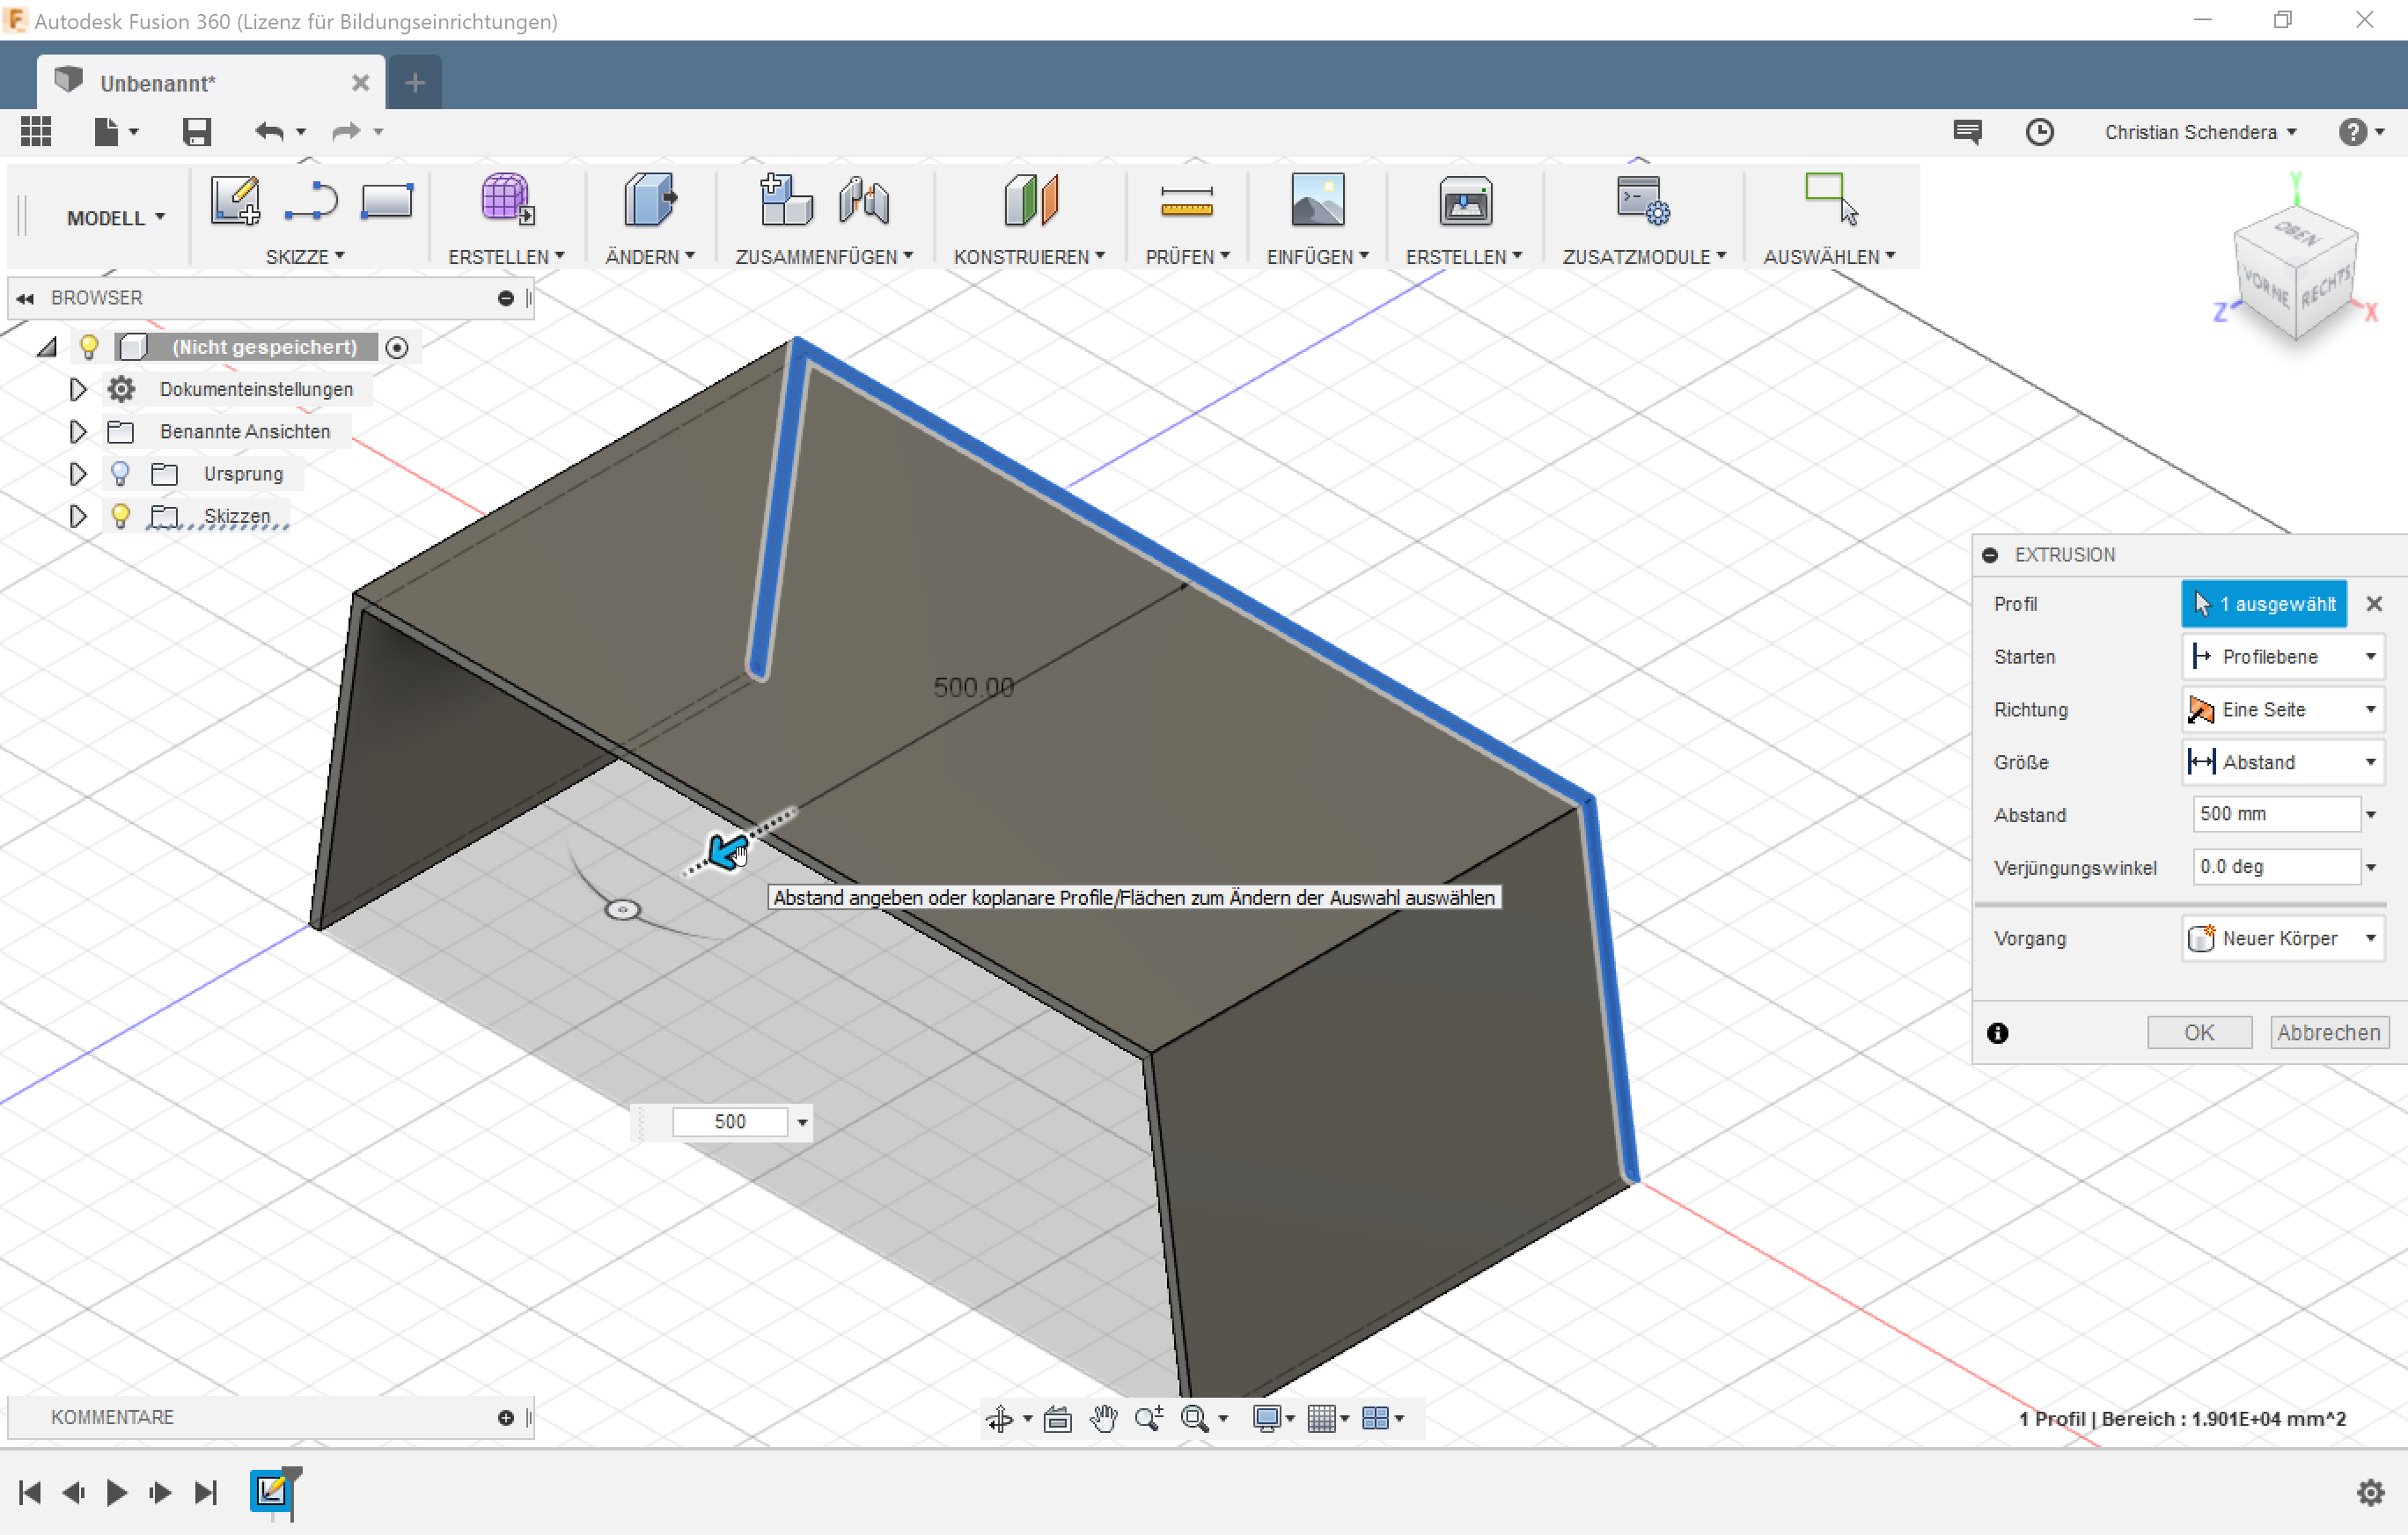 Autodesk Fusion 360 (Lizenz für Bildungseinrichtungen)
Unbenannt*
Christian Schendera
MODELL
SKIZZE
ERSTELLEN
ÄNDERN
ZUSAMMENFÜGEN
KONSTRUIEREN
PRÜFEN
EINFÜGEN
ERSTELLEN
ZUSATZMODULE
AUSWÄHLEN
Y
OBEN
VORNE
RECHTS
Z
X
BROWSER
(Nicht gespeichert)
Dokumenteinstellungen
Benannte Ansichten
Ursprung
Skizzen
500.00
Abstand angeben oder koplanare Profile/Flächen zum Ändern der Auswahl auswählen
500
EXTRUSION
Profil
1 ausgewählt
Starten
Profilebene
Richtung
Eine Seite
Größe
Abstand
Abstand
500 mm
Verjüngungswinkel
0.0 deg
Vorgang
Neuer Körper
OK
Abbrechen
KOMMENTARE
1 Profil | Bereich : 1.901E+04 mm^2